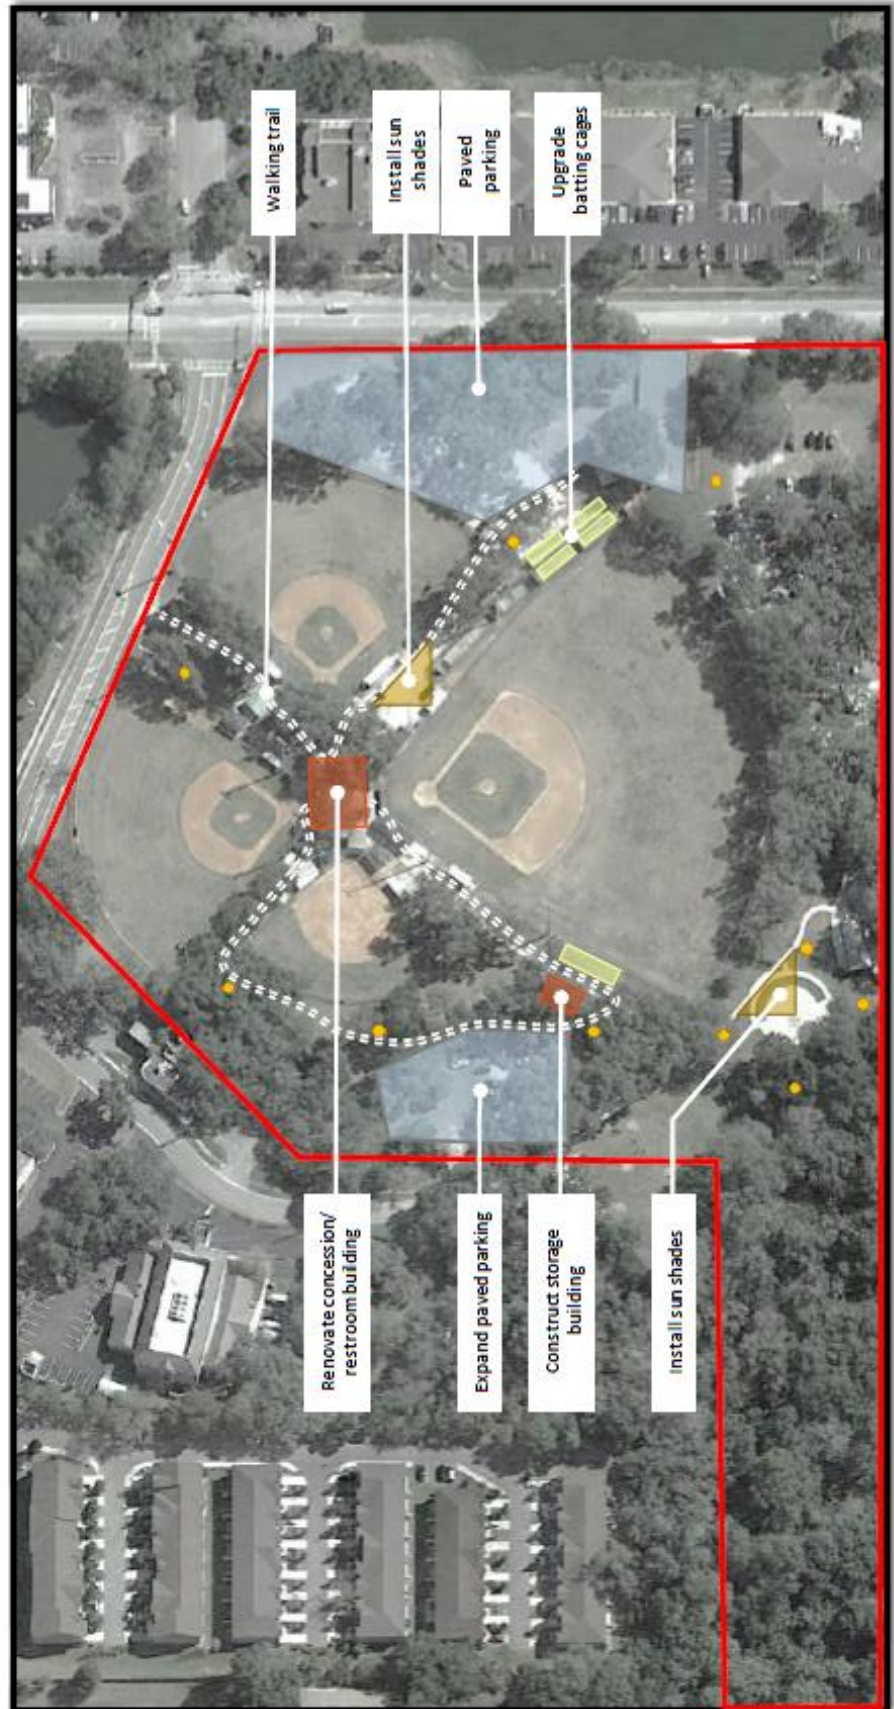 Walking trail
Install sun
shades
Paved
parking
Upgrade
batting cages
Renovate concession/
restroom building
Expand paved parking
Construct storage
building
Install sun shades